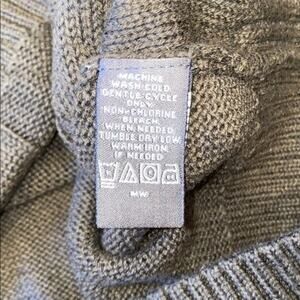 MACHINE
WASH COLD
GENTLE CYCLE
ONLY
NON-CHLORINE
BLEACH
WHEN NEEDED
TUMBLE DRY LOW
WARM IRON
IF NEEDED
MW